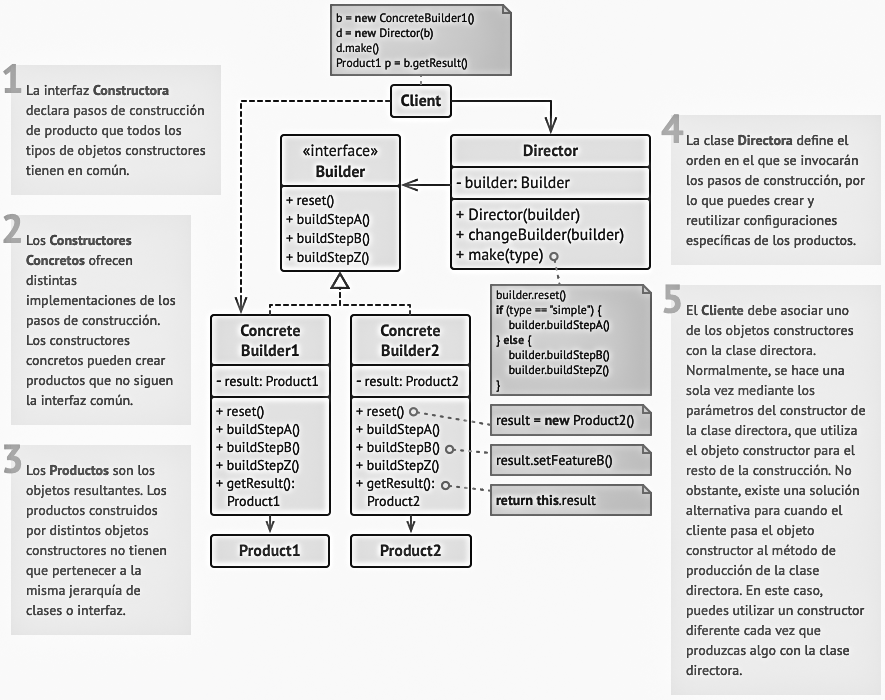 b = new ConcreteBuilder1()
d = new Director(b)
d.make()
Product1 p = b.getResult()
Client
1
La interfaz Constructora
declara pasos de construcción
de producto que todos los
tipos de objetos constructores
tienen en común.
2
Los Constructores
Concretos ofrecen
distintas
implementaciones de los
pasos de construcción.
Los constructores
concretos pueden crear
productos que no siguen
la interfaz común.
3
Los Productos son los
objetos resultantes. Los
productos construidos
por distintos objetos
constructores no tienen
que pertenecer a la
misma jerarquía de
clases o interfaz.
«interface»
Builder
+ reset()
+ buildStepA()
+ buildStepB()
+ buildStepZ()
Director
- builder: Builder
+ Director(builder)
+ changeBuilder(builder)
+ make(type)
builder.reset()
if (type == "simple") {
builder.buildStepA()
} else {
builder.buildStepB()
builder.buildStepZ()
}
Concrete
Builder1
- result: Product1
+ reset()
+ buildStepA()
+ buildStepB()
+ buildStepZ()
+ getResult():
Product1
Product1
Concrete
Builder2
- result: Product2
+ reset()
+ buildStepA()
+ buildStepB()
+ buildStepZ()
+ getResult():
Product2
Product2
result = new Product2()
result.setFeatureB()
return this.result
4
La clase Directora define el
orden en el que se invocarán
los pasos de construcción, por
lo que puedes crear y
reutilizar configuraciones
específicas de los productos.
5
El Cliente debe asociar uno
de los objetos constructores
con la clase directora.
Normalmente, se hace una
sola vez mediante los
parámetros del constructor de
la clase directora, que utiliza
el objeto constructor para el
resto de la construcción. No
obstante, existe una solución
alternativa para cuando el
cliente pasa el objeto
constructor al método de
producción de la clase
directora. En este caso,
puedes utilizar un constructor
diferente cada vez que
produzcas algo con la clase
directora.